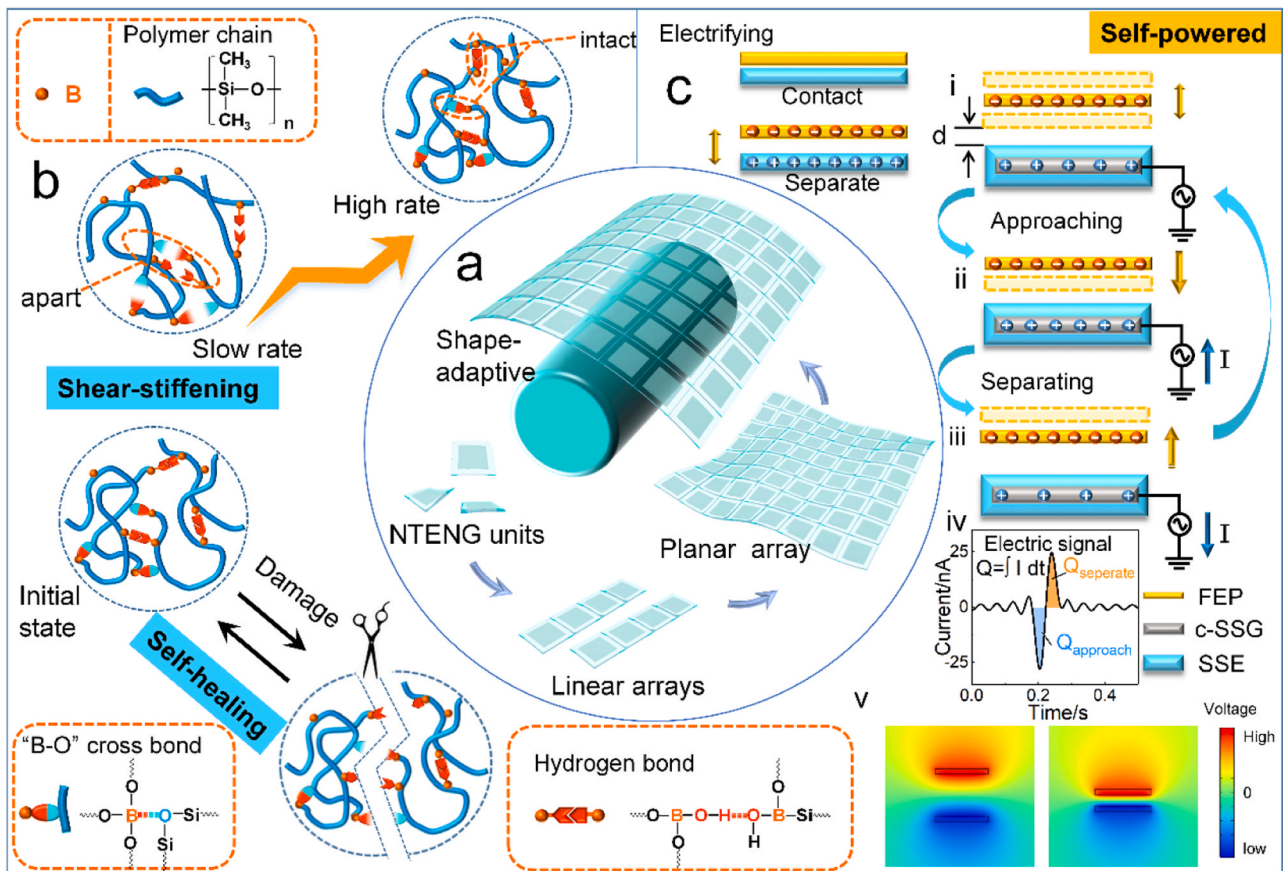 B
Polymer chain
CH₃
Si
O
CH₃
n
intact
b
apart
High rate
Slow rate
Shear-stiffening
Initial
state
Damage
Self-healing
"B-O" cross bond
O
O
B
O
Si
O
Si
Hydrogen bond
O
O
B
O
H
O
B
Si
O
H
a
Shape-
adaptive
NTENG units
Planar array
Linear arrays
Self-powered
Electrifying
c
Contact
Separate
i
d
Approaching
ii
I
Separating
iii
I
iv
Electric signal
Q=∫ I dt
Qseperate
Qapproach
Current/nA
25
0
-25
0.0
0.2
0.4
Time/s
FEP
c-SSG
SSE
v
Voltage
High
0
low